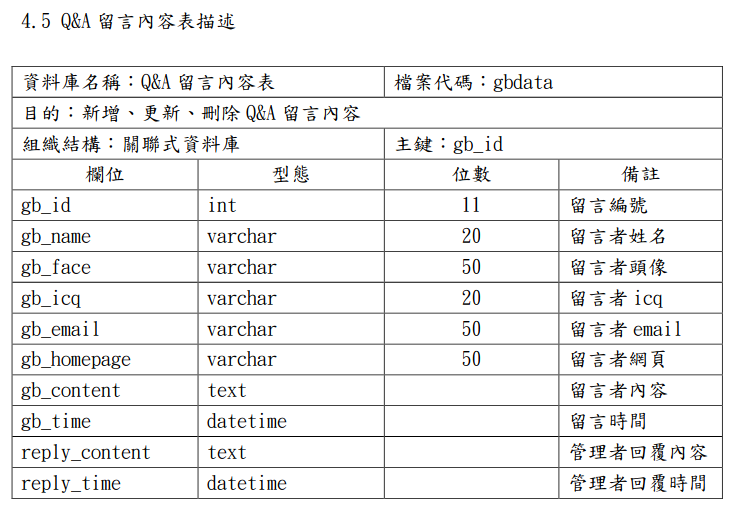 4.5 Q&A 留言內容表描述
資料庫名稱：Q&A 留言內容表 檔案代碼：gbdata
目的：新增、更新、刪除 Q&A 留言內容
組織結構：關聯式資料庫 主鍵：gb_id
欄位 型態 位數 備註
gb_id int 11 留言編號
gb_name varchar 20 留言者姓名
gb_face varchar 50 留言者頭像
gb_icq varchar 20 留言者 icq
gb_email varchar 50 留言者 email
gb_homepage varchar 50 留言者網頁
gb_content text 留言者內容
gb_time datetime 留言時間
reply_content text 管理者回覆內容
reply_time datetime 管理者回覆時間